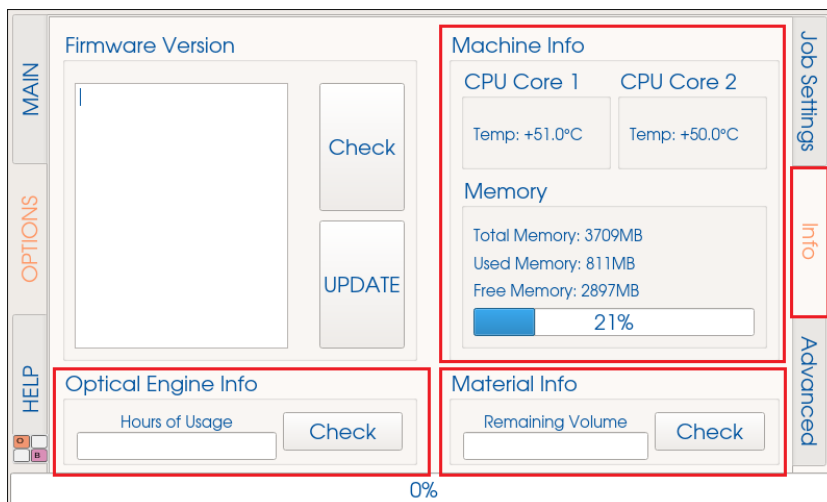 MAIN
OPTIONS
HELP
O
B
Firmware Version
Check
UPDATE
Machine Info
CPU Core 1
CPU Core 2
Temp: +51.0°C
Temp: +50.0°C
Memory
Total Memory: 3709MB
Used Memory: 811MB
Free Memory: 2897MB
21%
Optical Engine Info
Hours of Usage
Check
Material Info
Remaining Volume
Check
Job Settings
Info
Advanced
0%